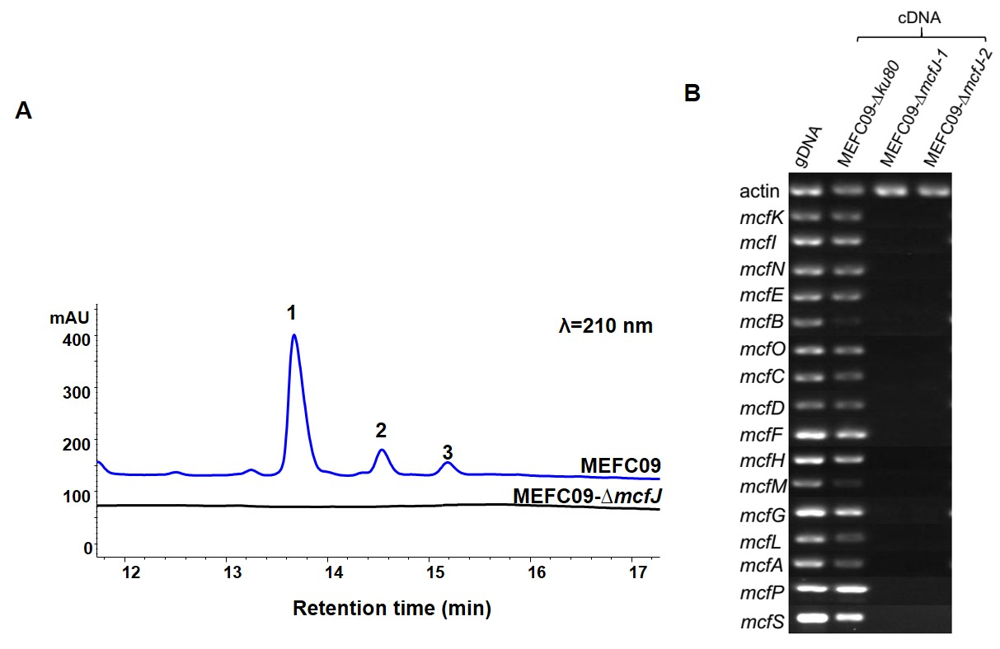 A
mAU
400
300
200
100
0
1
2
3
λ=210 nm
MEFC09
MEFC09-ΔmcfJ
12 13 14 15 16 17
Retention time (min)
B
cDNA
gDNA
MEFC09-Δku80
MEFC09-ΔmcfJ-1
MEFC09-ΔmcfJ-2
actin
mcfK
mcfI
mcfN
mcfE
mcfB
mcfO
mcfC
mcfD
mcfF
mcfH
mcfM
mcfG
mcfL
mcfA
mcfP
mcfS